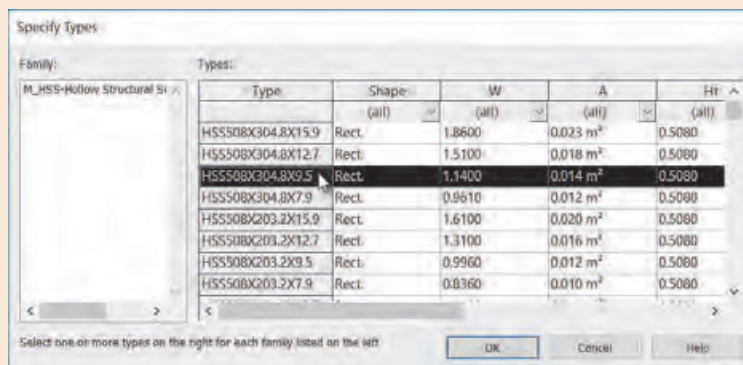 Specify Types
Family: Types:
M_HSS-Hollow Structural
Type Shape W A Ht
(all) (all) (all) (all)
HSS508X304.8X15.9 Rect. 1.8600 0.023 m² 0.5080
HSS508X304.8X12.7 Rect. 1.5100 0.018 m² 0.5080
HSS508X304.8X9.5 Rect. 1.1400 0.014 m² 0.5080
HSS508X304.8X7.9 Rect. 0.9610 0.012 m² 0.5080
HSS508X203.2X15.9 Rect. 1.6100 0.020 m² 0.5080
HSS508X203.2X12.7 Rect. 1.3100 0.016 m² 0.5080
HSS508X203.2X9.5 Rect. 0.9960 0.012 m² 0.5080
HSS508X203.2X7.9 Rect. 0.8360 0.010 m² 0.5080
Select one or more types on the right for each family listed on the left
OK Cancel Help